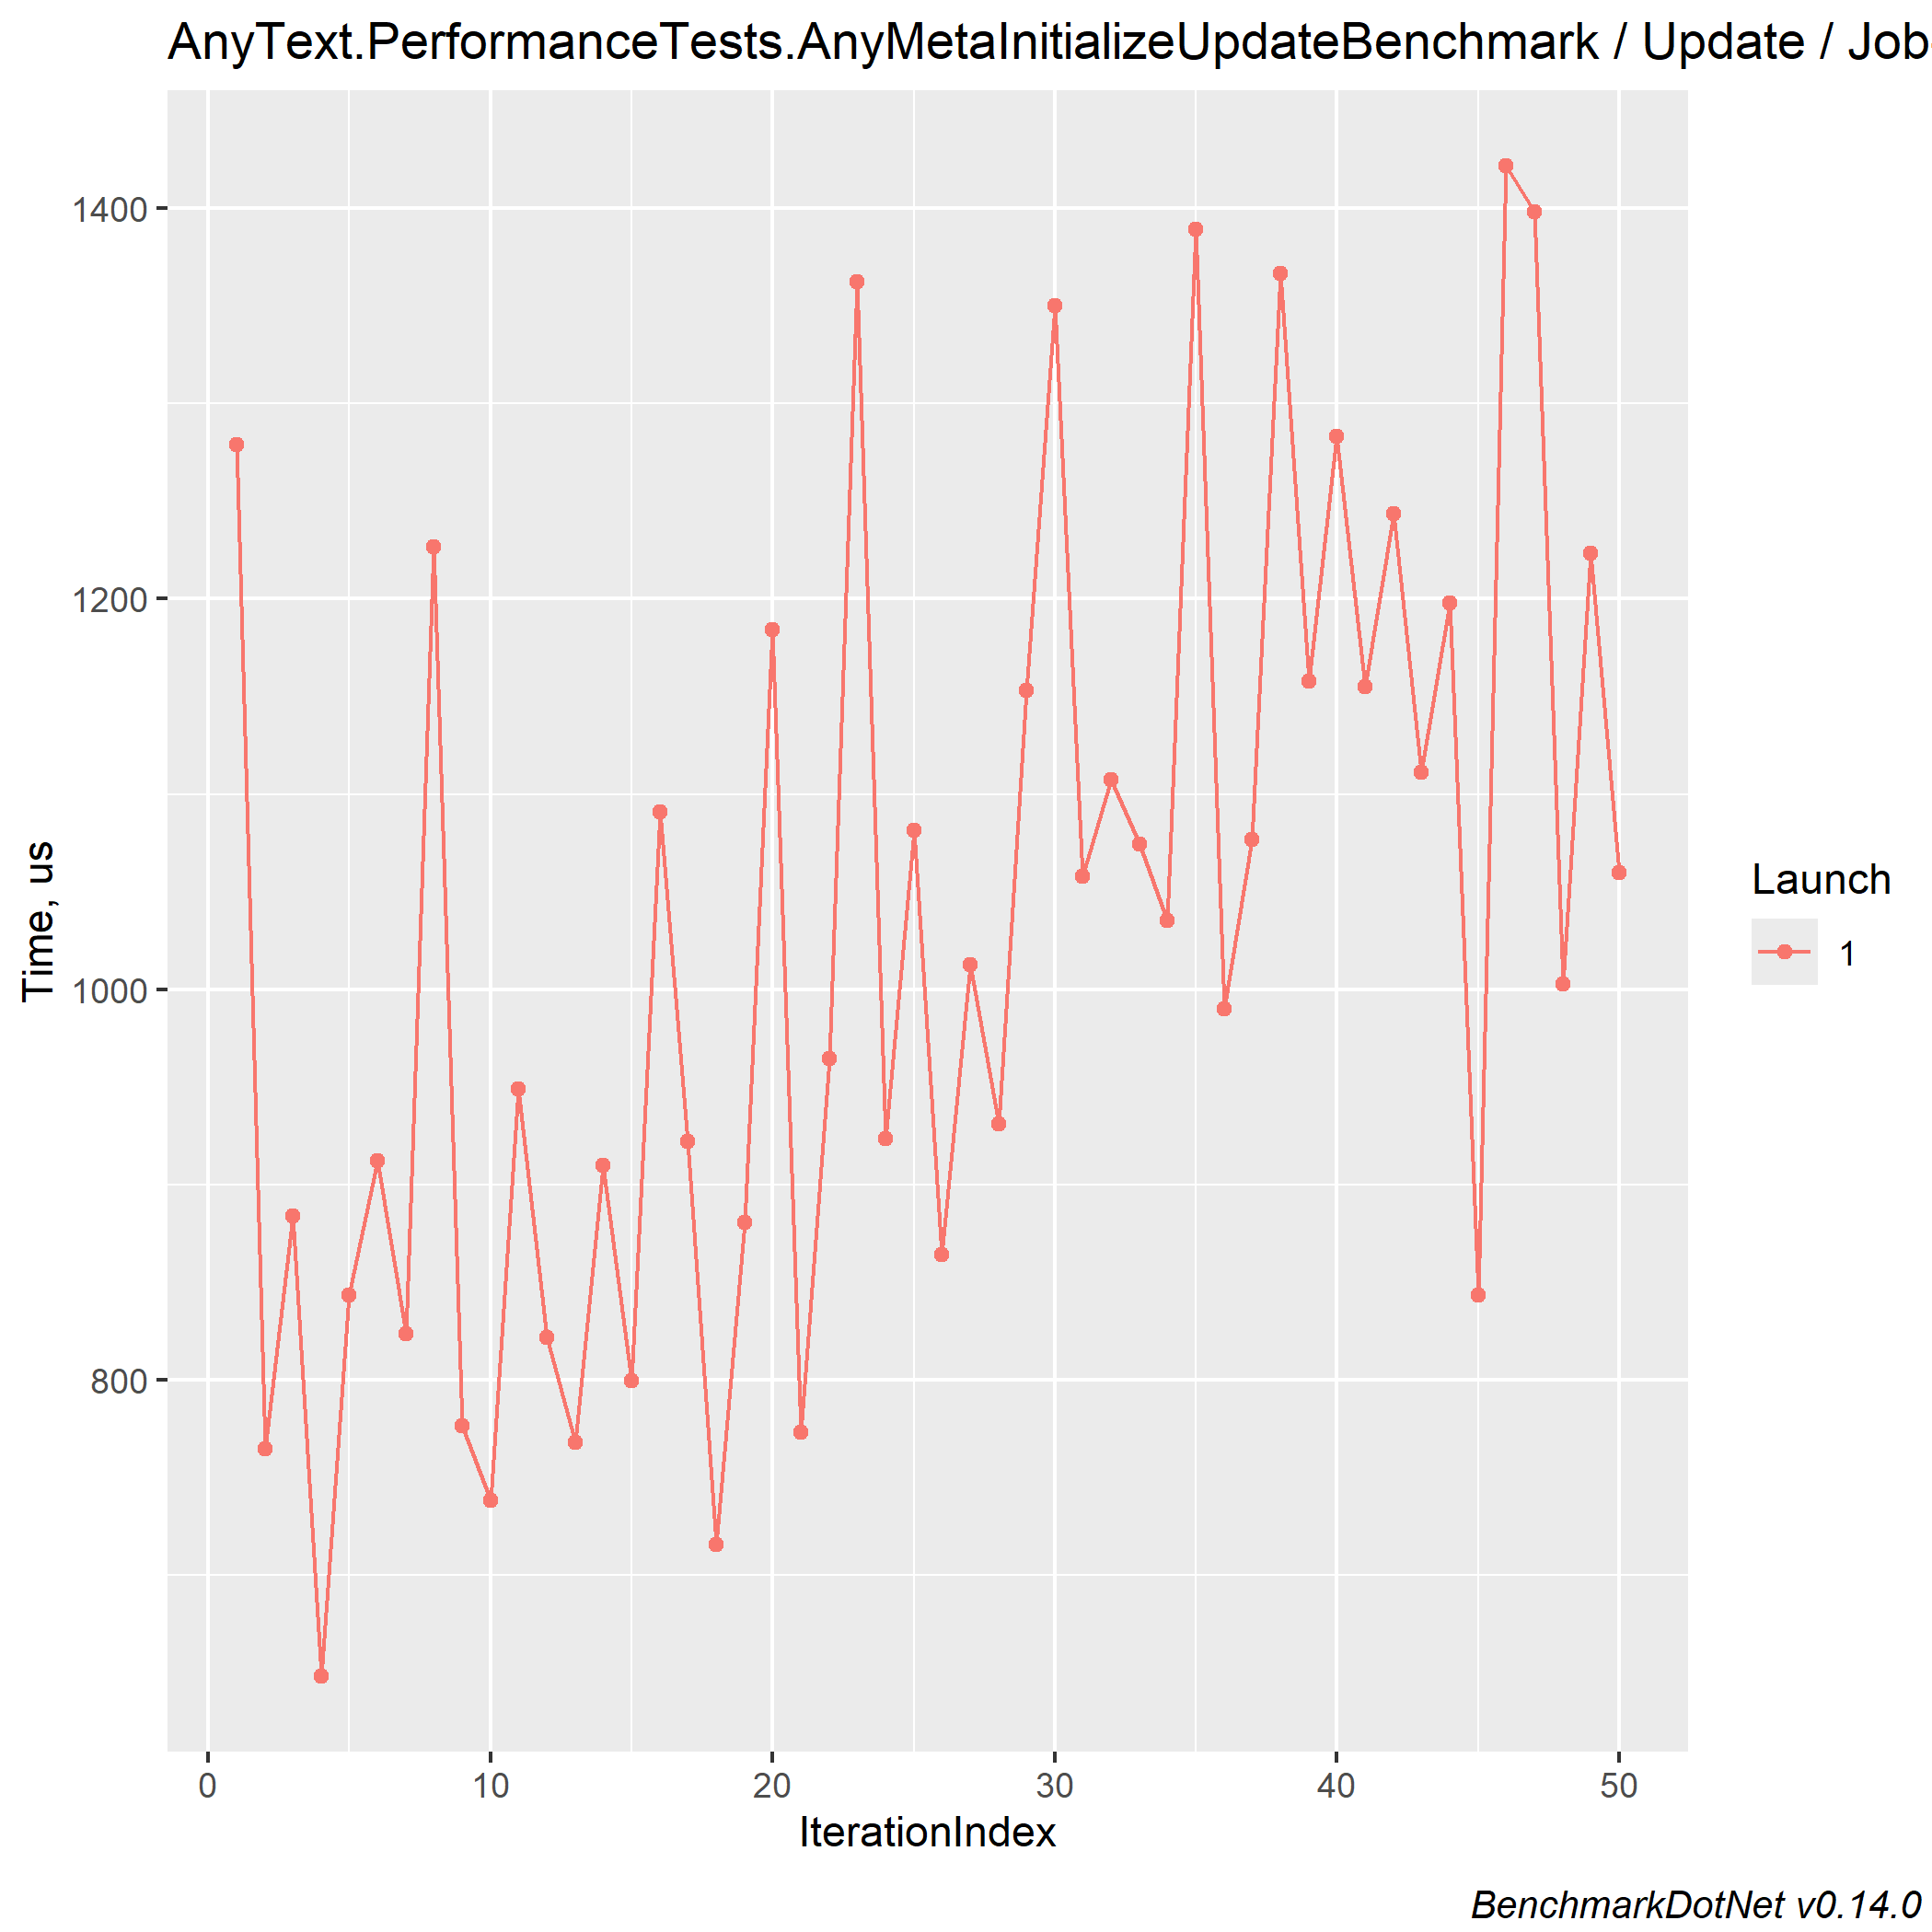 AnyText.PerformanceTests.AnyMetaInitializeUpdateBenchmark / Update / Job
1400
1200
1000
800
Time, us
0 10 20 30 40 50
IterationIndex
Launch
1
BenchmarkDotNet v0.14.0